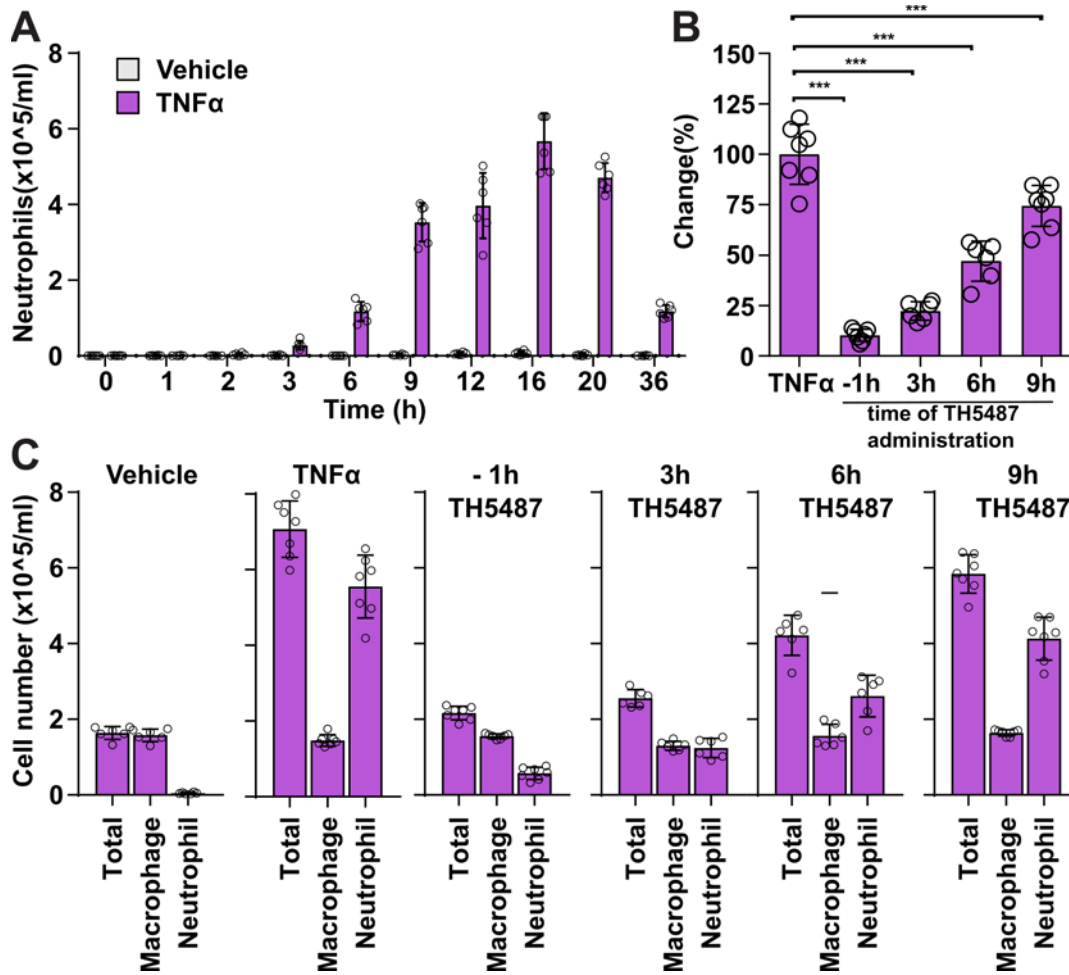 A
Neutrophils(x10^5/ml)
8
6
4
2
0
Vehicle
TNFα
0 1 2 3 6 9 12 16 20 36
Time (h)
B
***
***
***
***
Change(%)
150
125
100
75
50
25
0
TNFα -1h 3h 6h 9h
time of TH5487
administration
C
Cell number (x10^5/ml)
8
6
4
2
0
Vehicle
Total
Macrophage
Neutrophil
TNFα
Total
Macrophage
Neutrophil
- 1h
TH5487
Total
Macrophage
Neutrophil
3h
TH5487
Total
Macrophage
Neutrophil
6h
TH5487
Total
Macrophage
Neutrophil
9h
TH5487
Total
Macrophage
Neutrophil